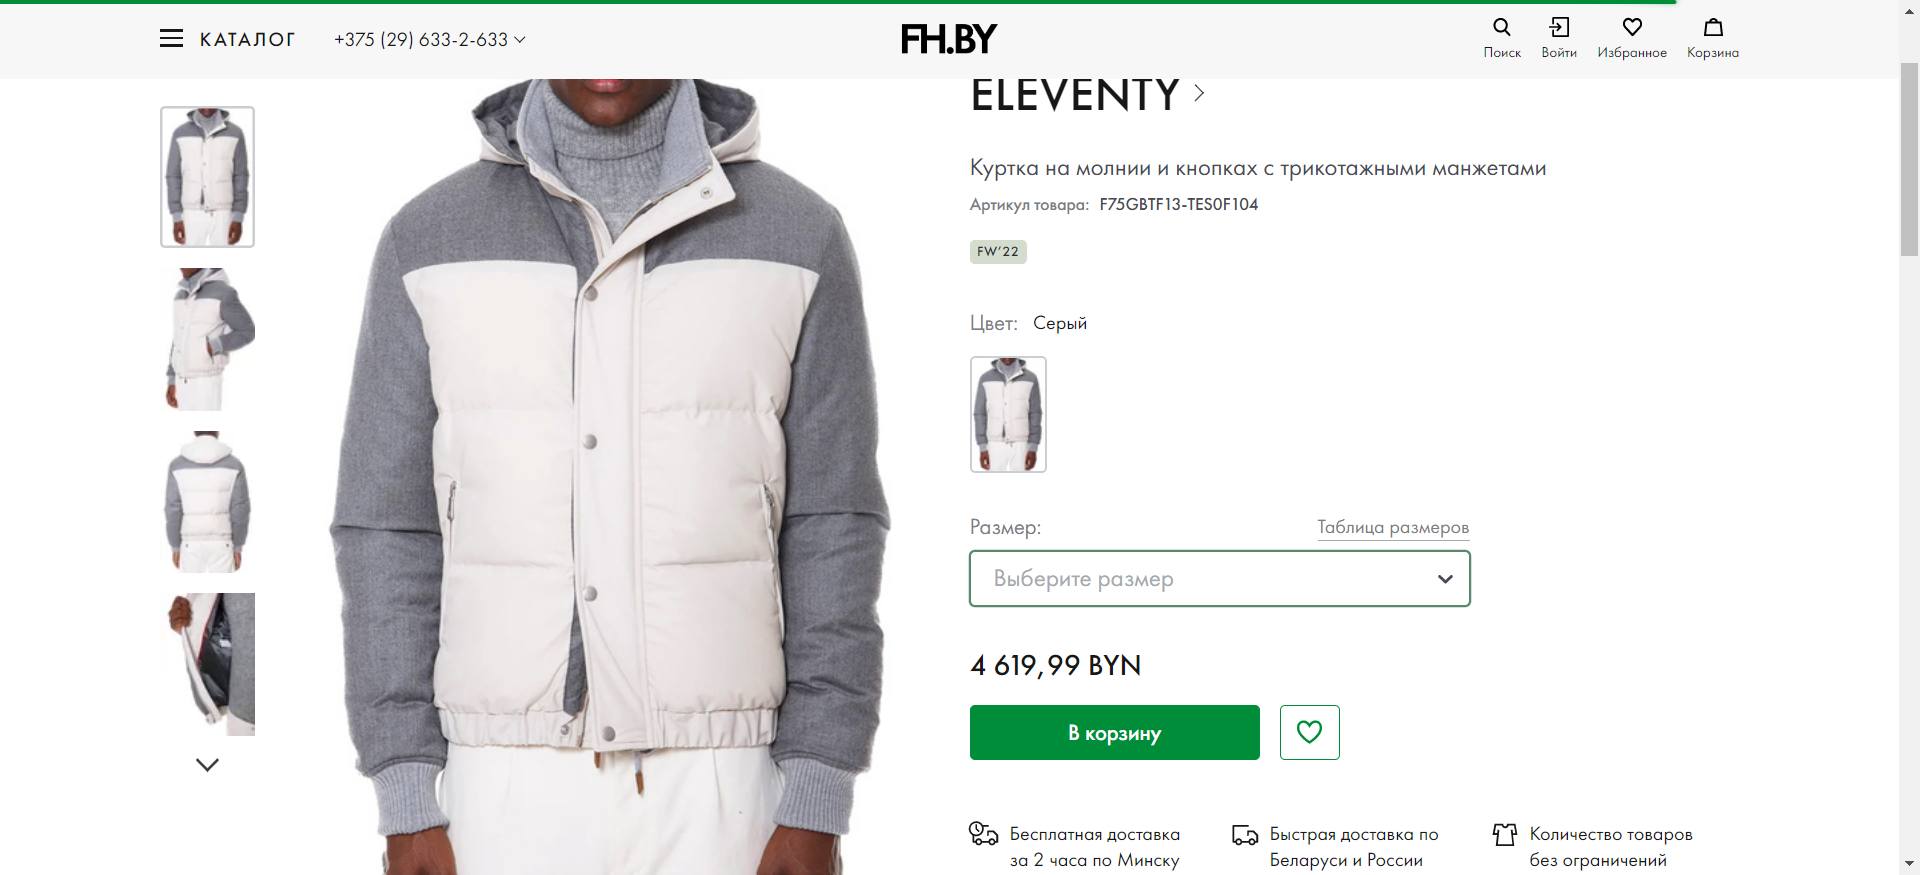 КАТАЛОГ
+375 (29) 633-2-633
FH.BY
Поиск
Войти
Избранное
Корзина
ELEVENTY
Куртка на молнии и кнопках с трикотажными манжетами
Артикул товара: F75GBTF13-TES0F104
FW'22
Цвет: Серый
Размер:
Таблица размеров
Выберите размер
4 619,99 BYN
В корзину
Бесплатная доставка
за 2 часа по Минску
Быстрая доставка по
Беларуси и России
Количество товаров
без ограничений